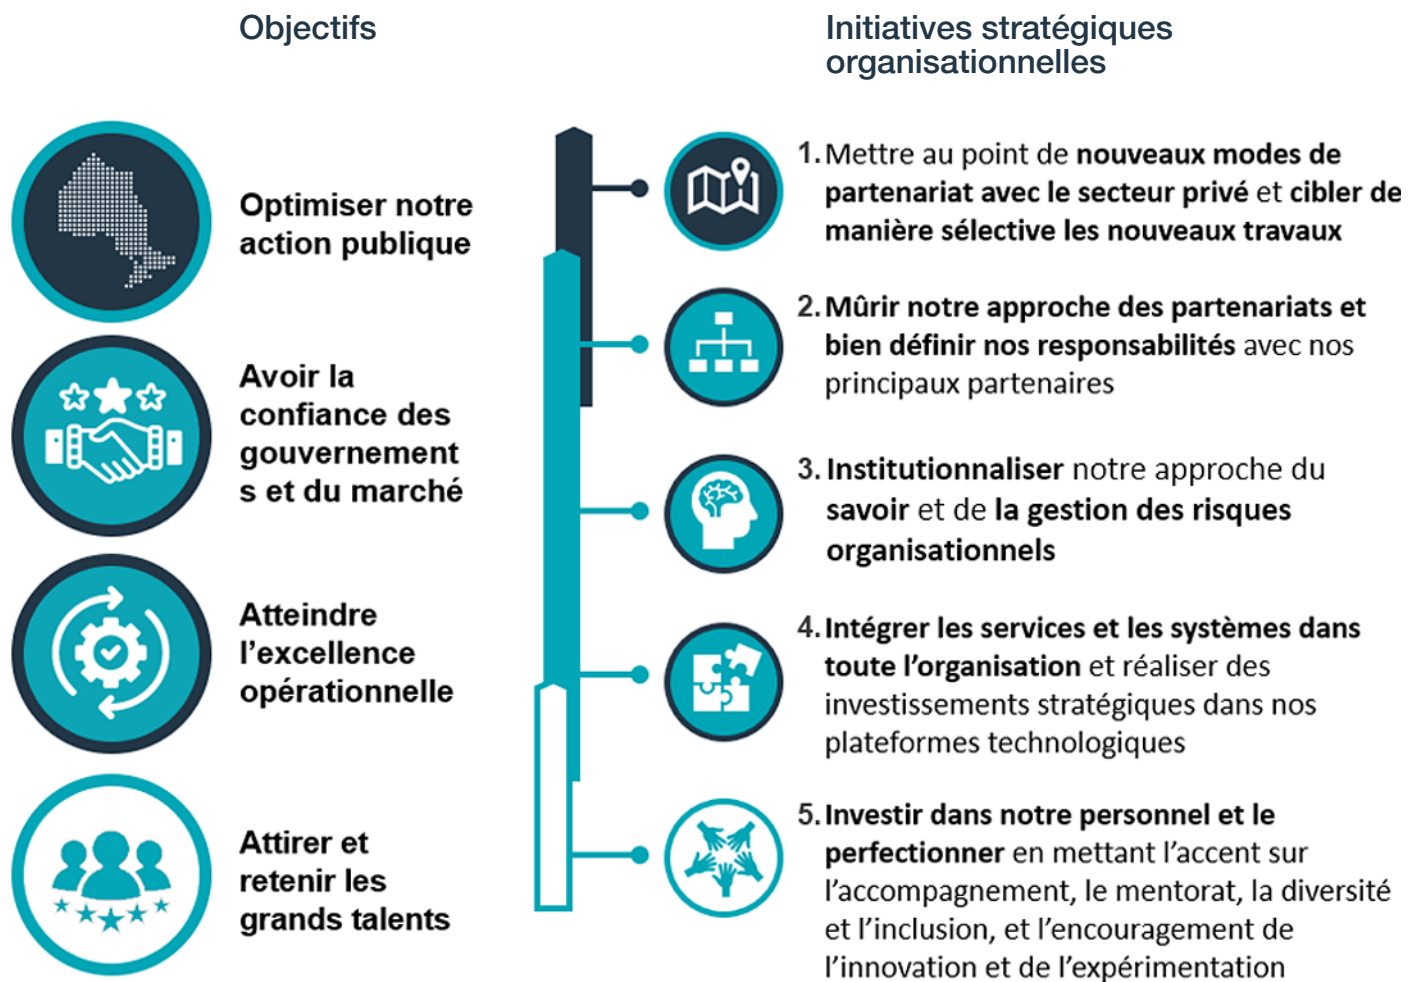 Objectifs
Optimiser notre
action publique
Avoir la
confiance des
gouvernement
s et du marché
Atteindre
l’excellence
opérationnelle
Attirer et
retenir les
grands talents
Initiatives stratégiques
organisationnelles
1. Mettre au point de nouveaux modes de
partenariat avec le secteur privé et cibler de
manière sélective les nouveaux travaux
2. Mûrir notre approche des partenariats et
bien définir nos responsabilités avec nos
principaux partenaires
3. Institutionnaliser notre approche du
savoir et de la gestion des risques
organisationnels
4. Intégrer les services et les systèmes dans
toute l’organisation et réaliser des
investissements stratégiques dans nos
plateformes technologiques
5. Investir dans notre personnel et le
perfectionner en mettant l’accent sur
l’accompagnement, le mentorat, la diversité
et l’inclusion, et l’encouragement de
l’innovation et de l’expérimentation